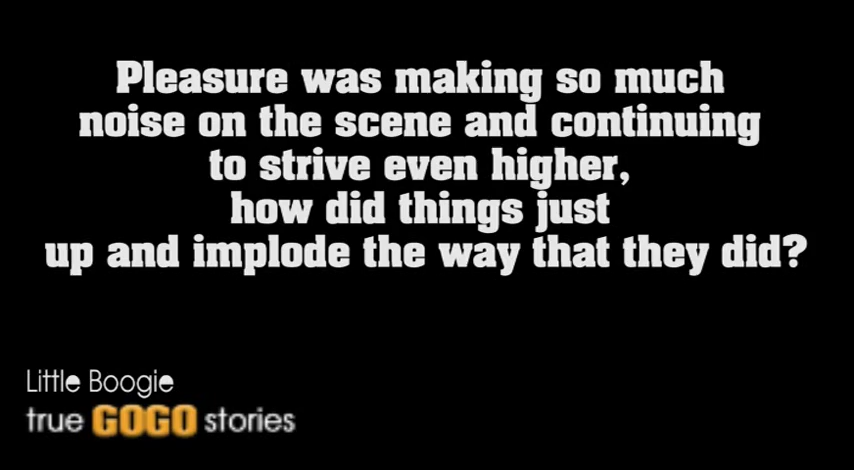 Pleasure was making so much
noise on the scene and continuing
to strive even higher,
how did things just
up and implode the way that they did?
Little Boogie
true GOGO stories